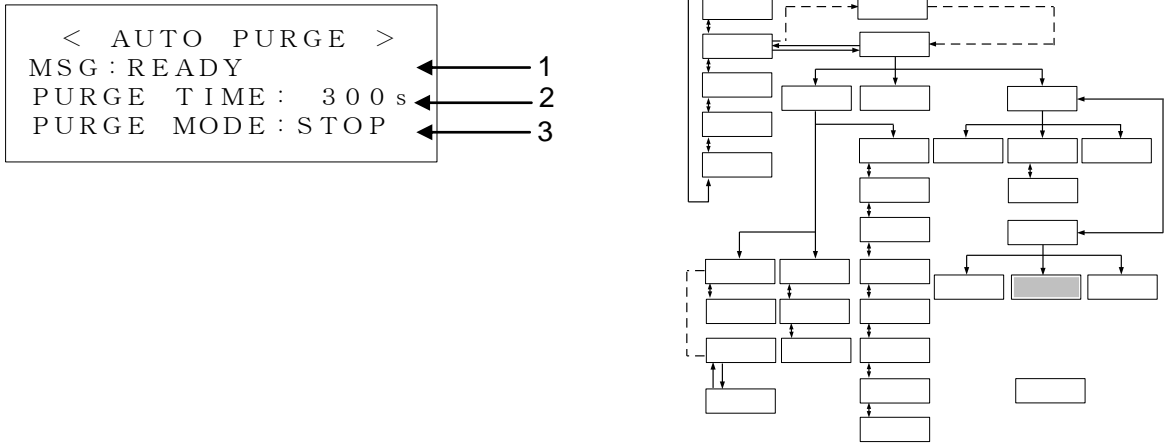 < AUTO PURGE >
MSG:READY
PURGE TIME: 300s
PURGE MODE:STOP
1
2
3